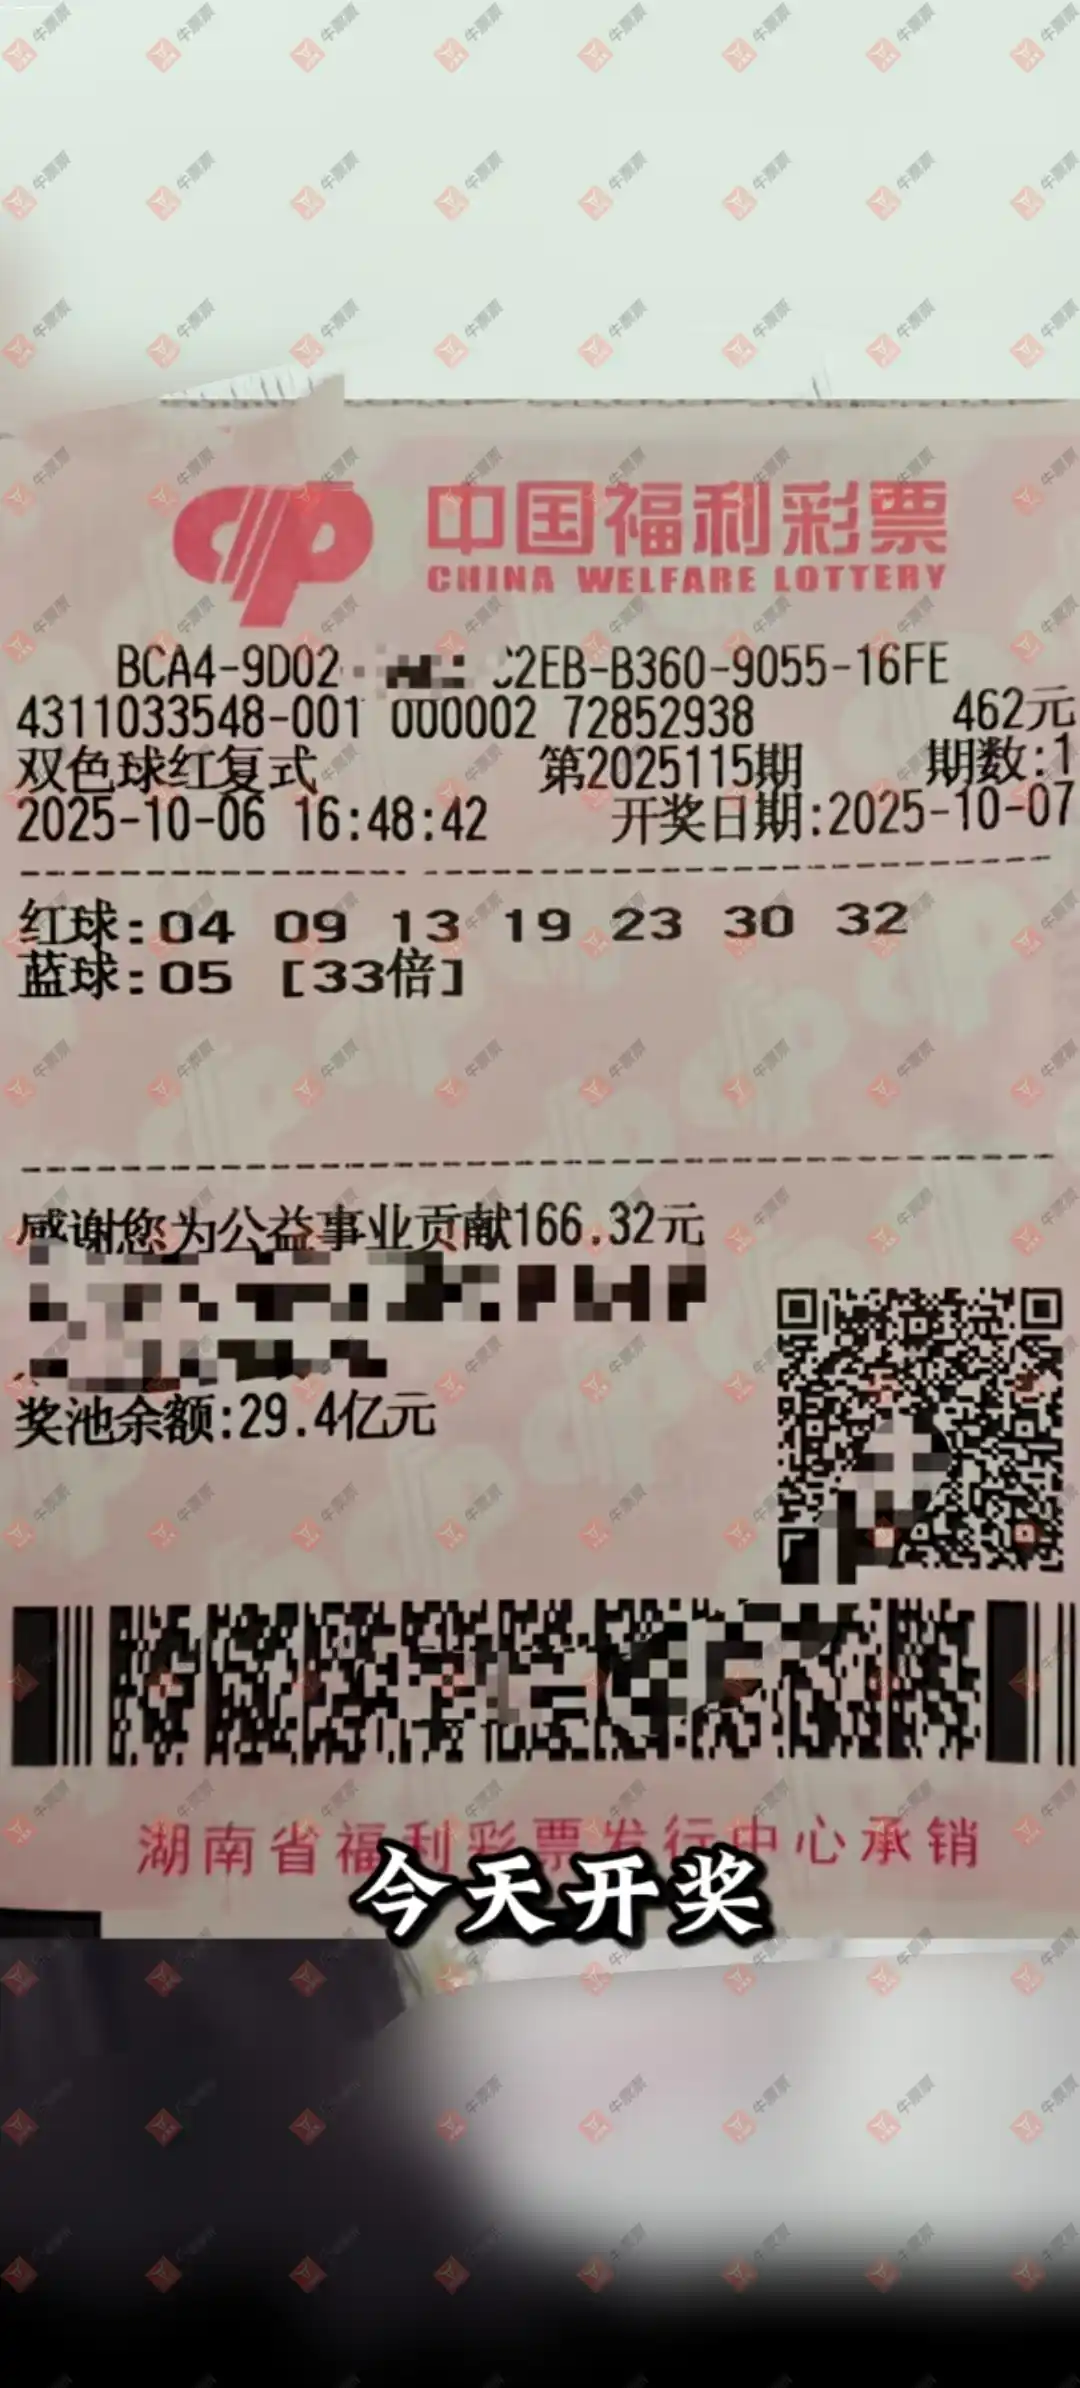 中国福利彩票
CHINA WELFARE LOTTERY
BCA4-9D02 C2EB-B360-9055-16FE
4311033548-001 000002 72852938 462元
双色球红复式 第2025115期 期数:1
2025-10-06 16:48:42 开奖日期:2025-10-07
红球:04 09 13 19 23 30 32
蓝球:05 [33倍]
感谢您为公益事业贡献166.32元
奖池余额:29.4亿元
湖南省福利彩票发行中心承销
今天开奖
牛票票